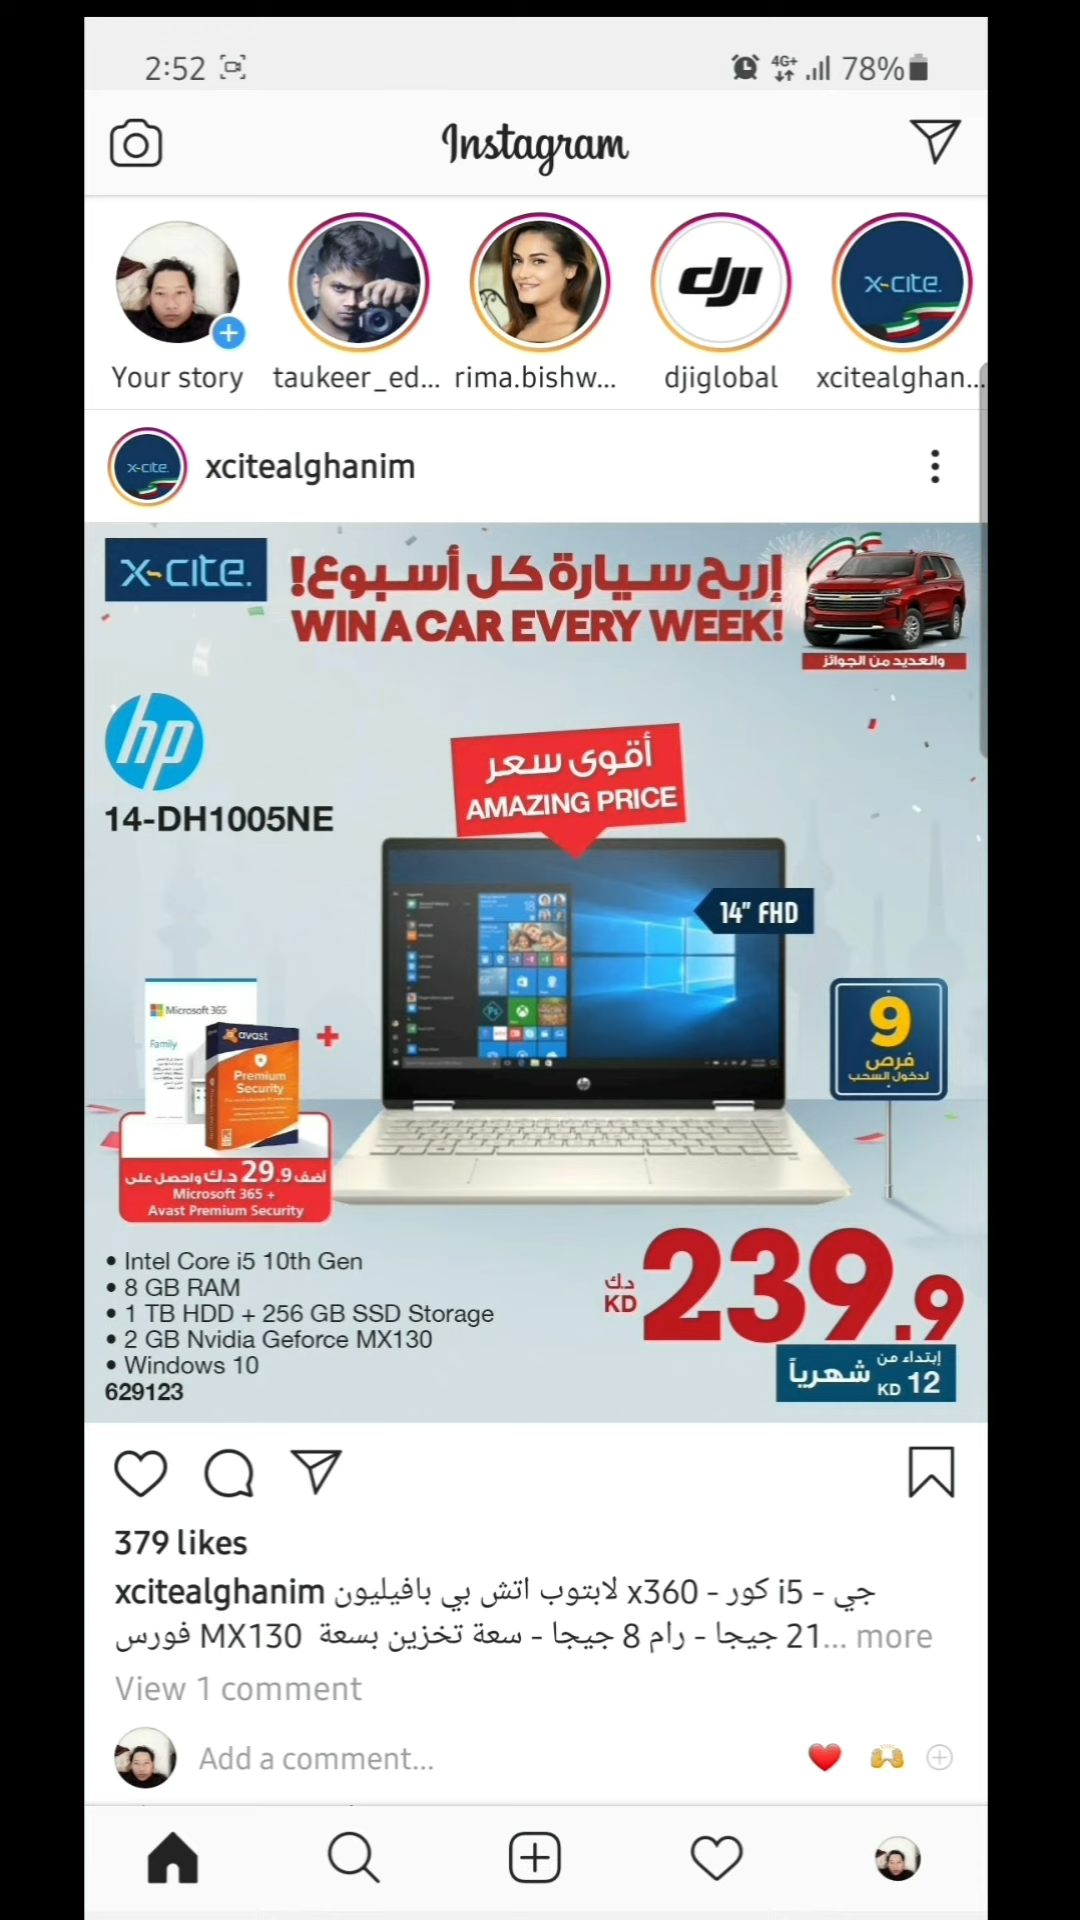 2:52
4G+
78%
Instagram
Your story
taukeer_ed...
rima.bishw...
dji
djiglobal
x-cite.
xcitealghan...
x-cite.
xcitealghanim
x-cite.
إربح سيارة كل أسبوع!
WIN A CAR EVERY WEEK!
والعديد من الجوائز
hp
14-DH1005NE
أقوى سعر
AMAZING PRICE
14" FHD
Microsoft 365
Family
avast
Premium
Security
9
فرص
لدخول السحب
أضف 29.9 د.ك واحصل على
Microsoft 365 +
Avast Premium Security
• Intel Core i5 10th Gen
• 8 GB RAM
• 1 TB HDD + 256 GB SSD Storage
• 2 GB Nvidia Geforce MX130
• Windows 10
629123
د.ك
KD
239.9
إبتداء من
KD 12
شهرياً
379 likes
xcitealghanim لابتوب اتش بي بافيليون x360 - كور i5 - جي
فورس MX130 جيجا - رام 8 جيجا - سعة تخزين بسعة 21... more
View 1 comment
Add a comment...